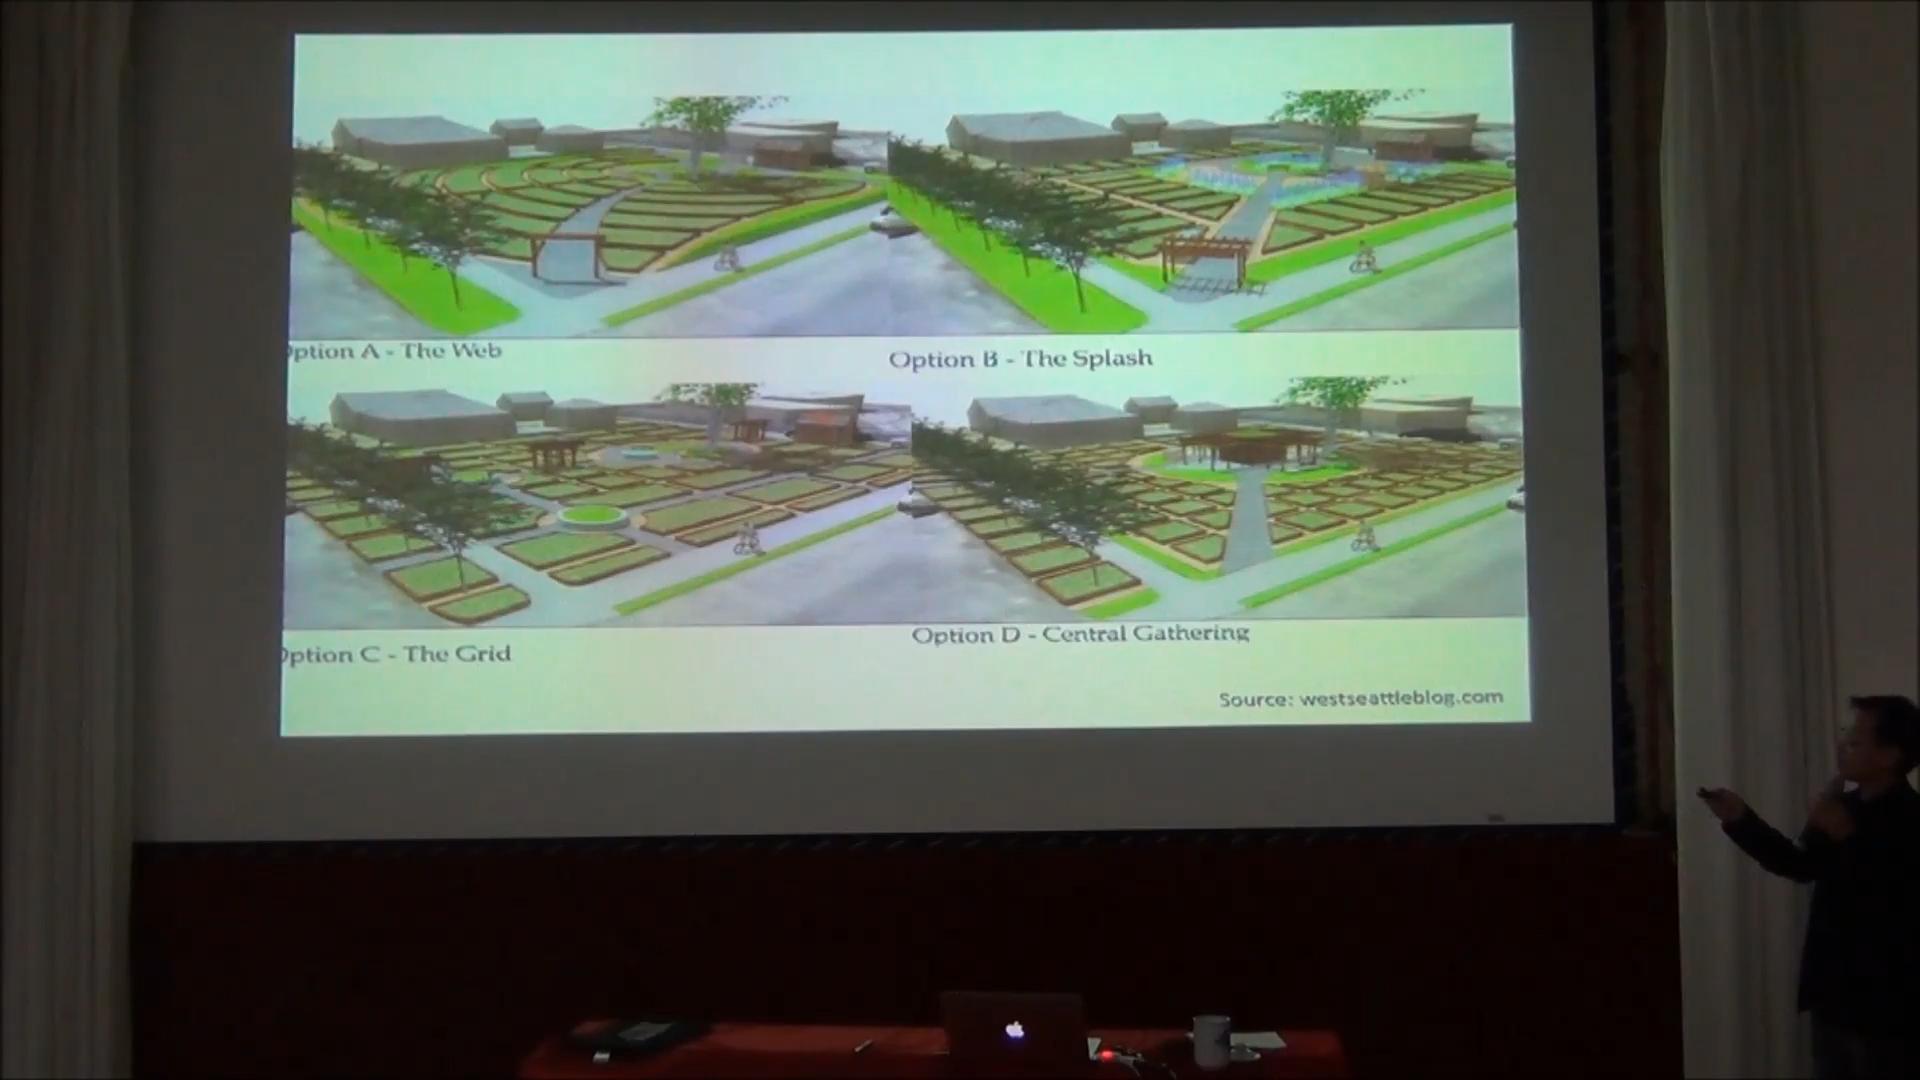 ption A - The Web
Option B - The Splash
ption C - The Grid
Option D - Central Gathering
Source: westseattleblog.com